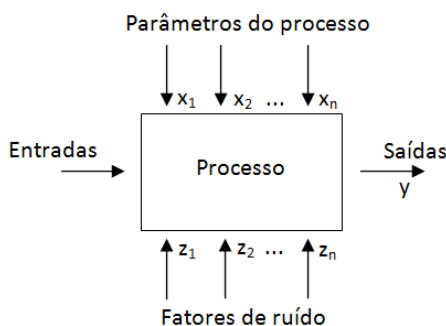 Parâmetros do processo
x1 x2 ... xn
Entradas
Processo
Saídas
y
z1 z2 ... zn
Fatores de ruído